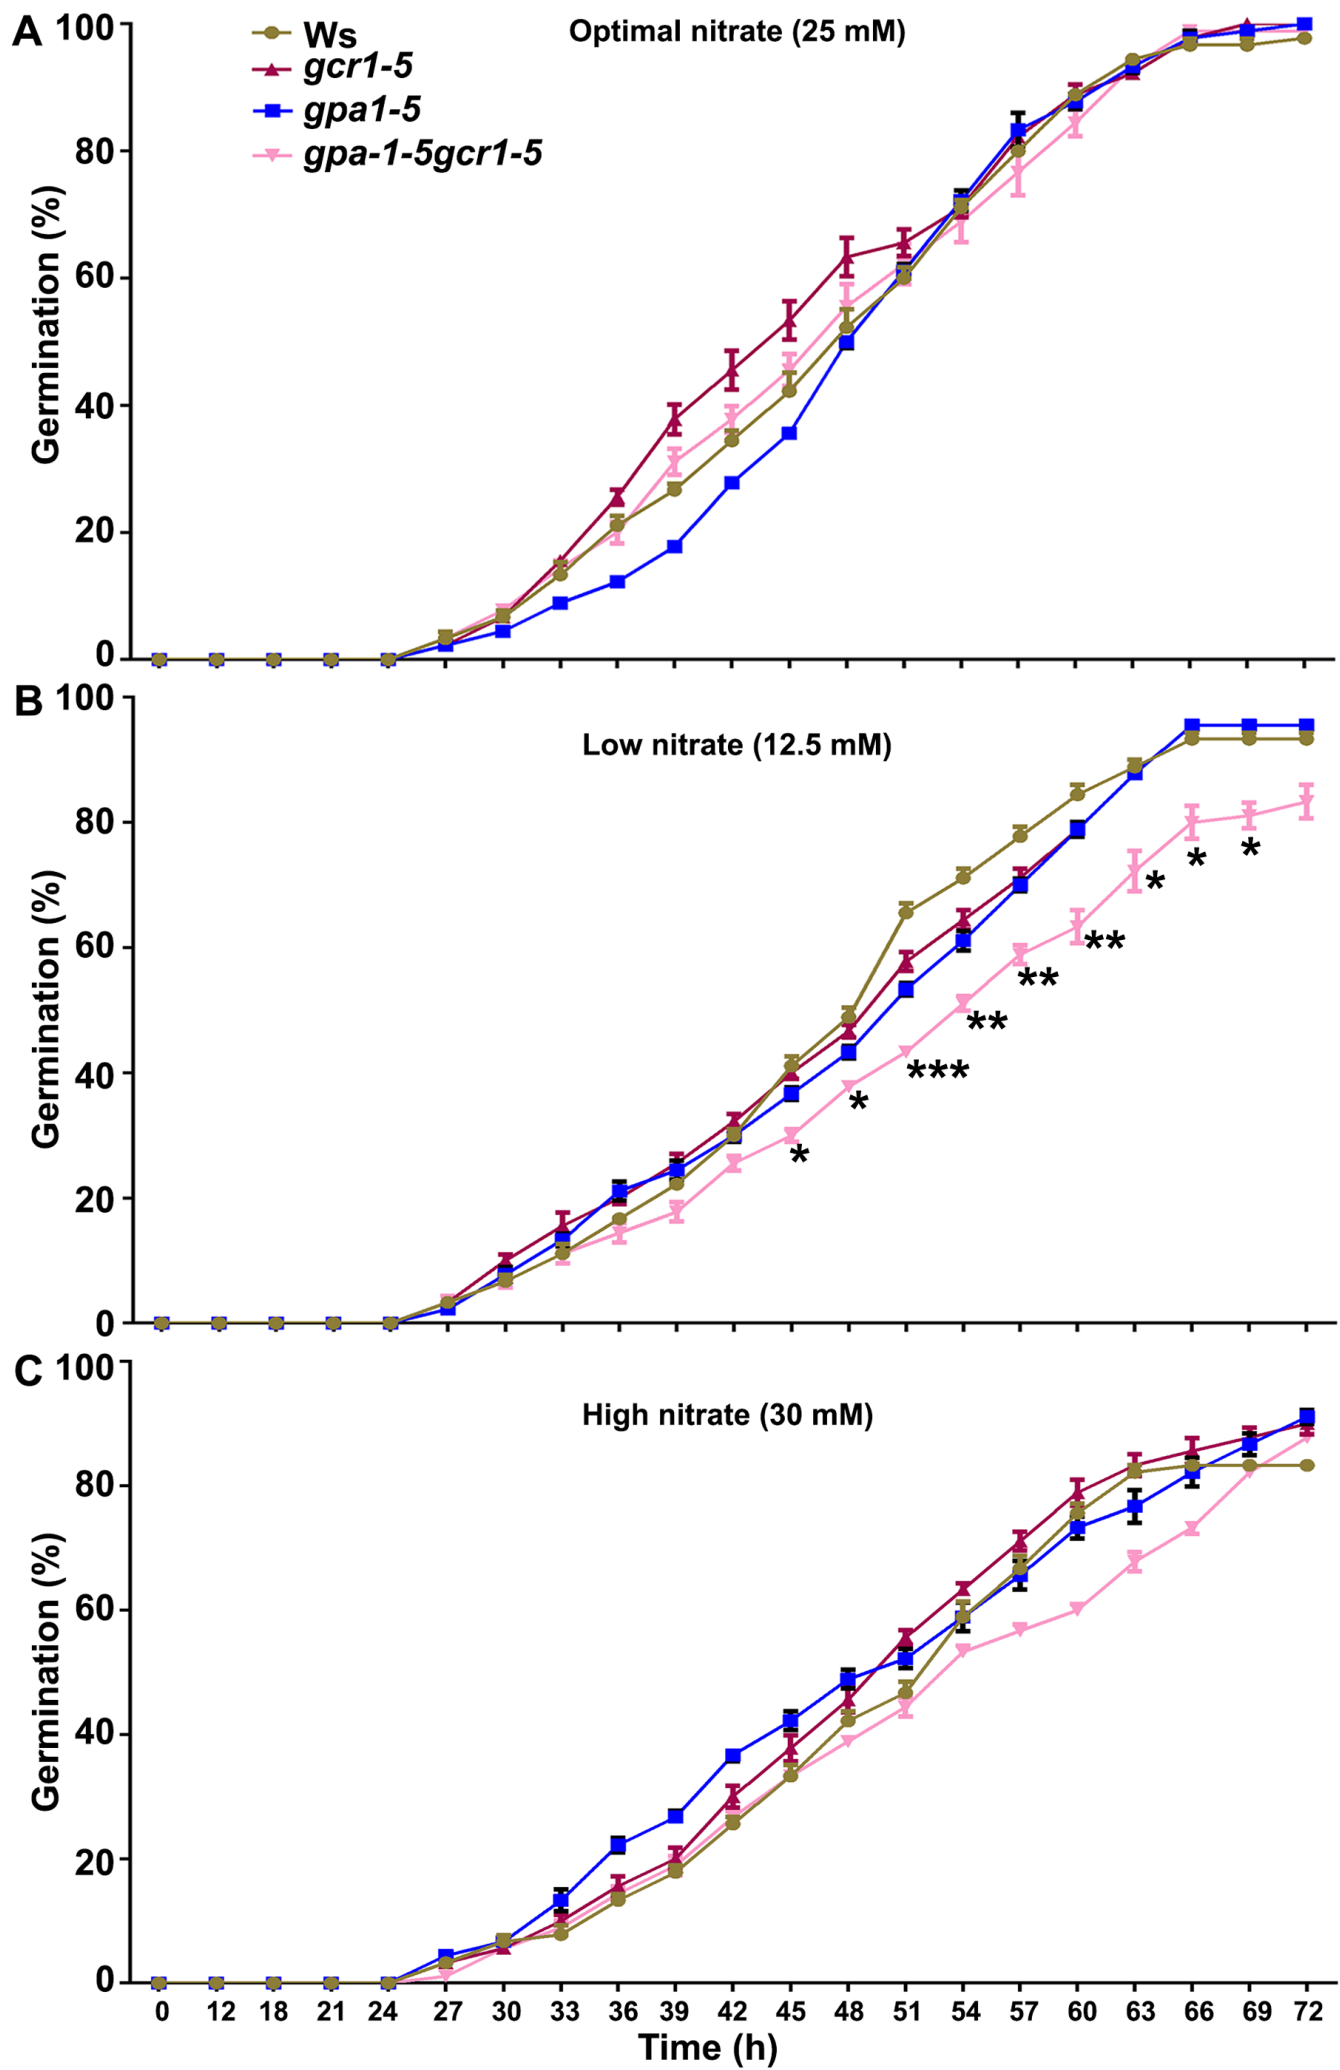 A
Optimal nitrate (25 mM)
Ws
gcr1-5
gpa1-5
gpa-1-5gcr1-5
Germination (%)
100
80
60
40
20
0
B
Low nitrate (12.5 mM)
Germination (%)
100
80
60
40
20
0
*
*
***
**
**
**
*
*
*
C
High nitrate (30 mM)
Germination (%)
100
80
60
40
20
0
0 12 18 21 24 27 30 33 36 39 42 45 48 51 54 57 60 63 66 69 72
Time (h)